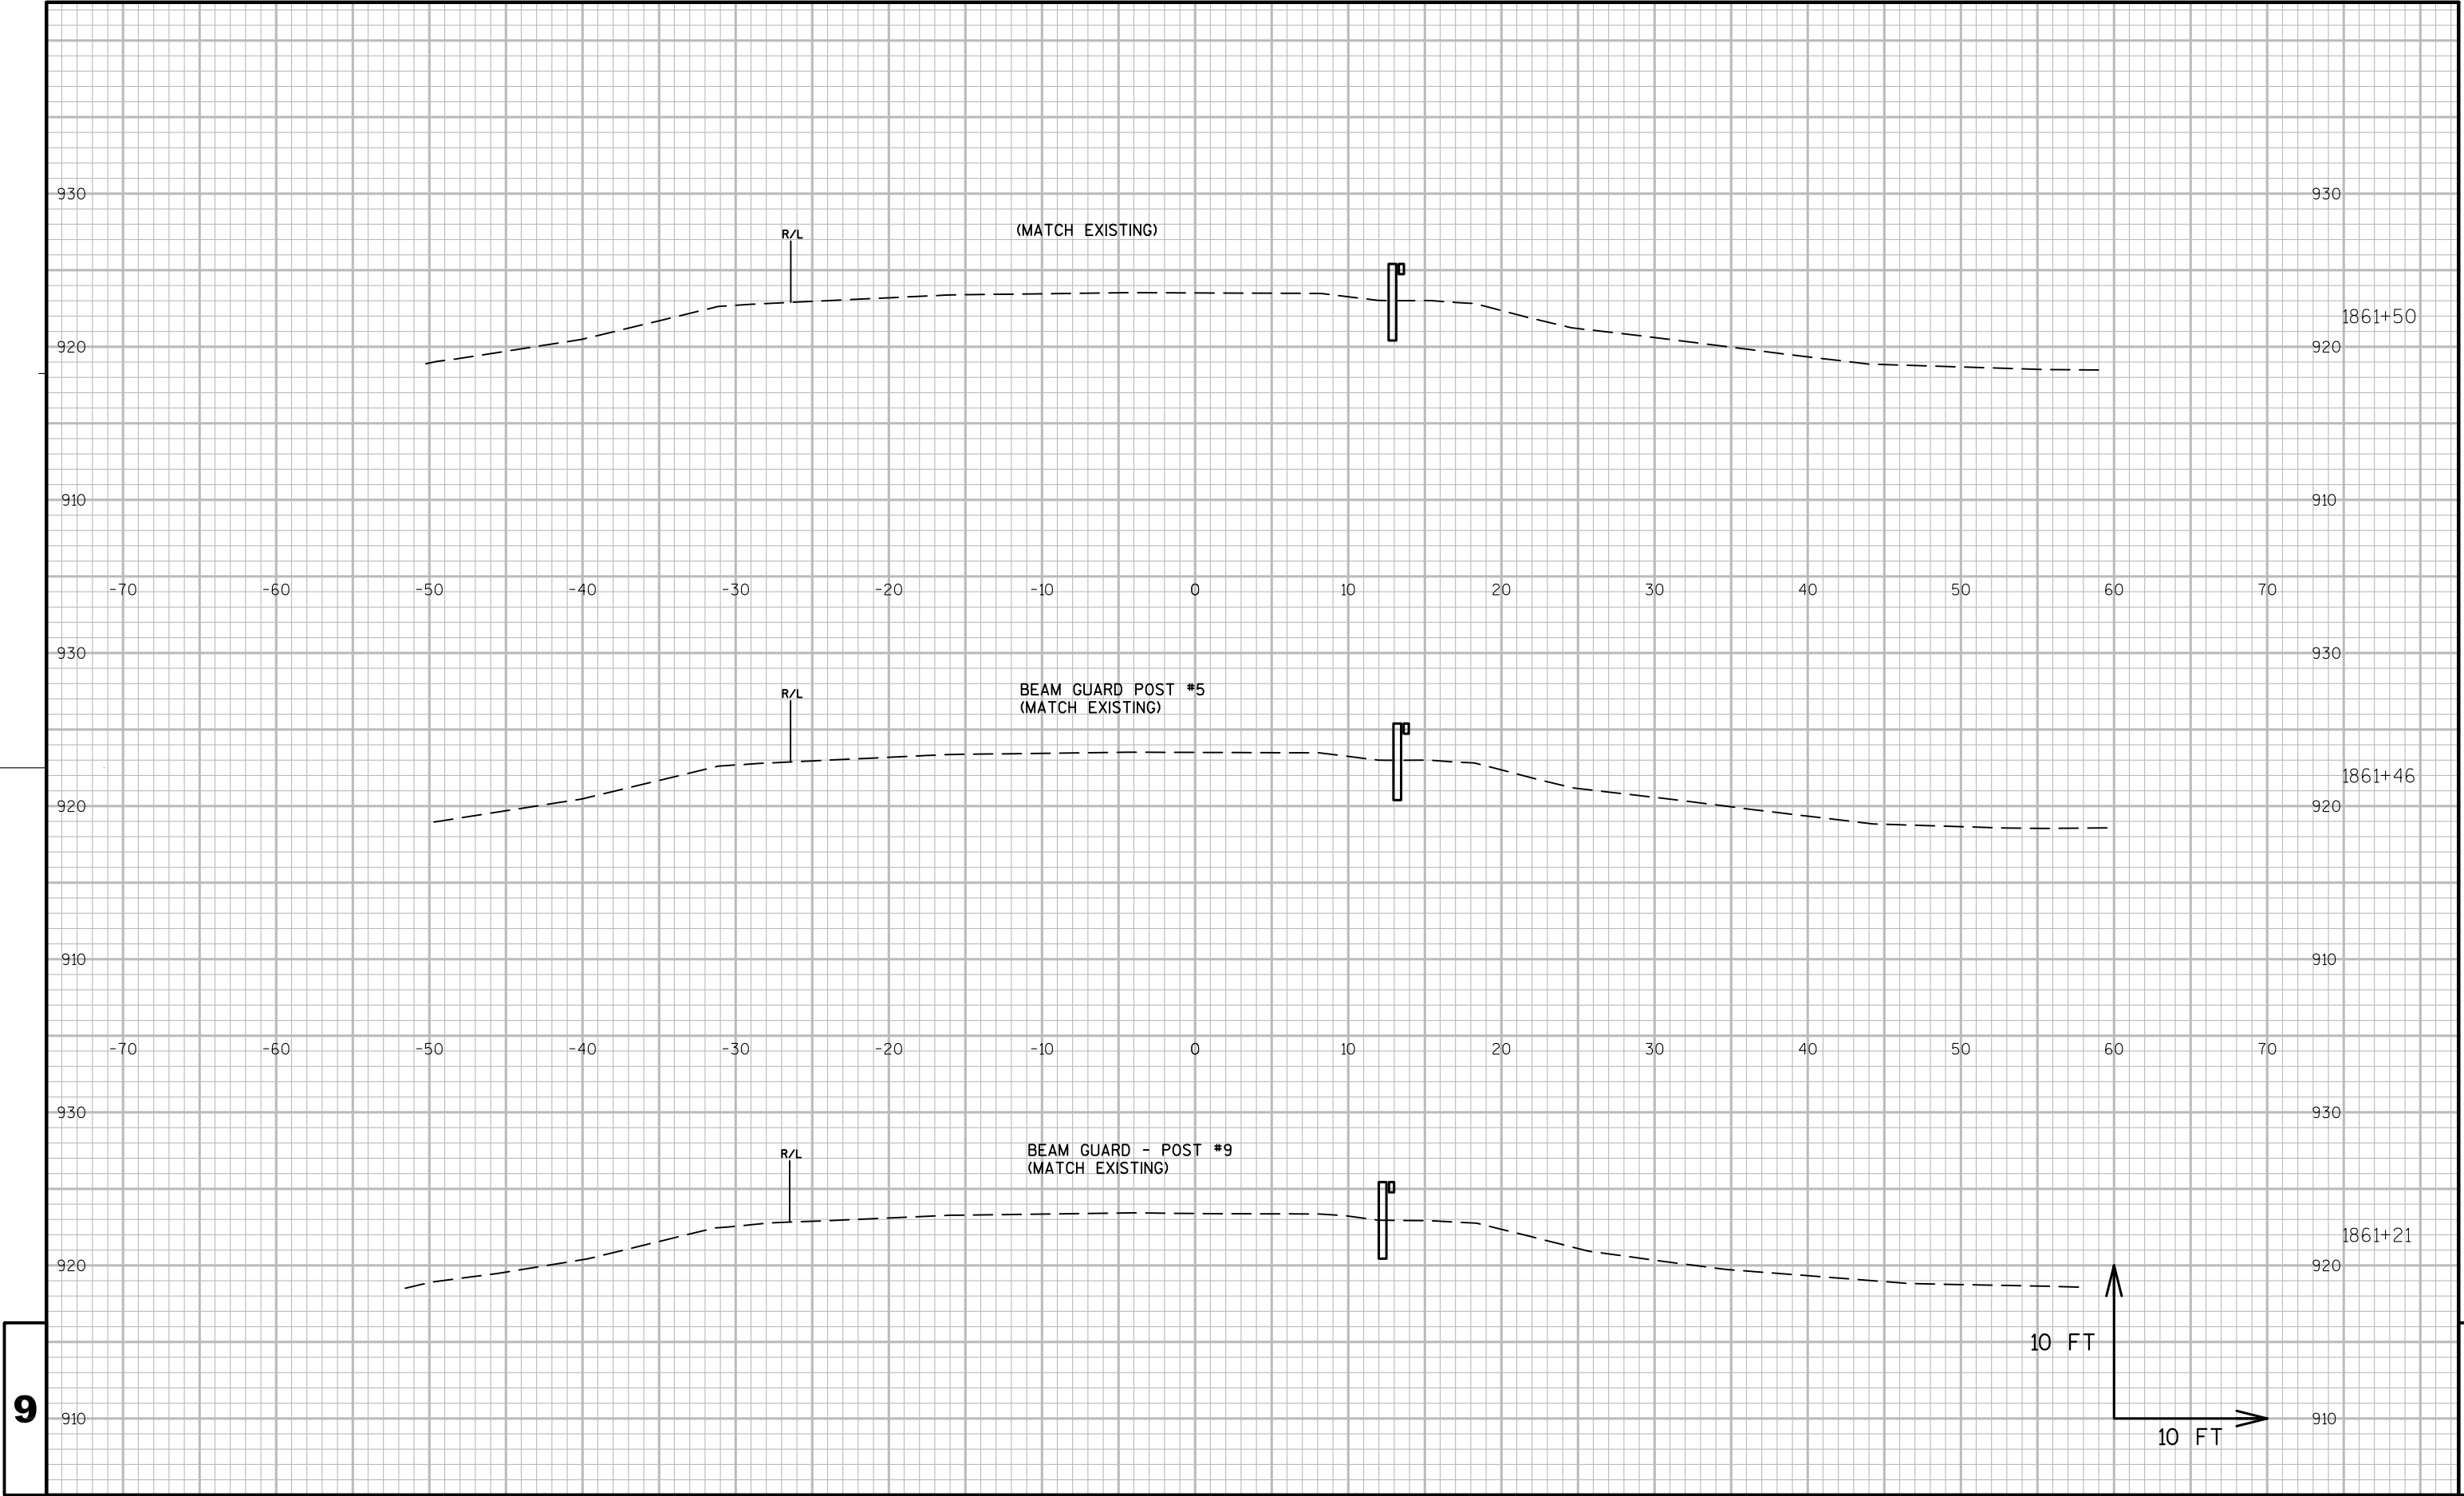 930 930
R/L (MATCH EXISTING)
1861+50
920 920
910 910
-70 -60 -50 -40 -30 -20 -10 0 10 20 30 40 50 60 70
930 930
R/L BEAM GUARD POST #5
(MATCH EXISTING)
1861+46
920 920
910 910
-70 -60 -50 -40 -30 -20 -10 0 10 20 30 40 50 60 70
930 930
R/L BEAM GUARD - POST #9
(MATCH EXISTING)
1861+21
920 920
10 FT
9
910 910
10 FT